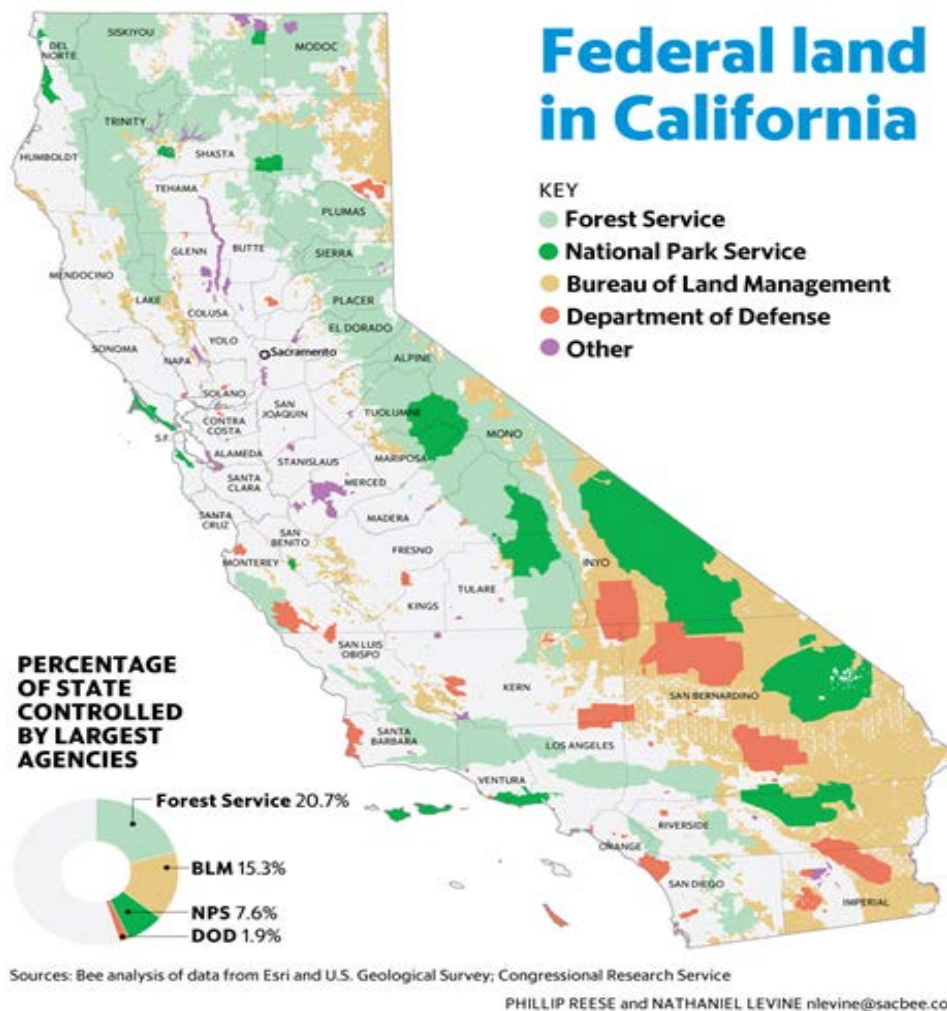 Federal land
in California
KEY
Forest Service
National Park Service
Bureau of Land Management
Department of Defense
Other
DEL
NORTE
SISKIYOU
MODOC
TRINITY
HUMBOLDT
SHASTA
TEHAMA
PLUMAS
GLENN
BUTTE
SIERRA
MENDOCINO
LAKE
COLUSA
PLACER
EL DORADO
YOLO
SONOMA
NAPA
Sacramento
ALPINE
SOLANO
SAN
JOAQUIN
TUOLUMNE
MONO
CONTRA
COSTA
S.F.
ALAMEDA
STANISLAUS
MARIPOSA
SANTA
CLARA
MERCED
SANTA
CRUZ
MADERA
SAN
BENITO
FRESNO
MONTEREY
INYO
TULARE
KINGS
SAN LUIS
OBISPO
KERN
SAN BERNARDINO
SANTA
BARBARA
LOS ANGELES
VENTURA
RIVERSIDE
ORANGE
SAN DIEGO
IMPERIAL
PERCENTAGE
OF STATE
CONTROLLED
BY LARGEST
AGENCIES
Forest Service 20.7%
BLM 15.3%
NPS 7.6%
DOD 1.9%
Sources: Bee analysis of data from Esri and U.S. Geological Survey; Congressional Research Service
PHILLIP REESE and NATHANIEL LEVINE nlevine@sacbee.co